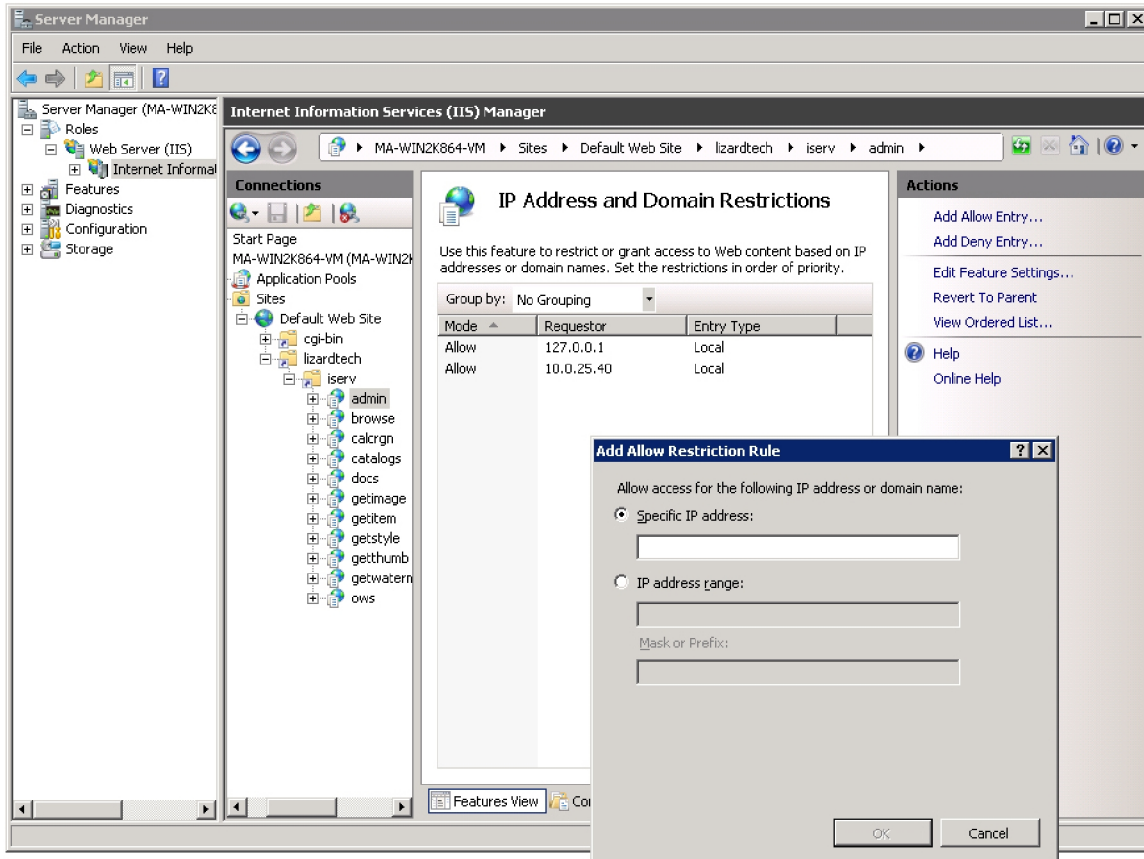 Server Manager
File Action View Help
Server Manager (MA-WIN2K8
Roles
Web Server (IIS)
Internet Informat
Features
Diagnostics
Configuration
Storage
Internet Information Services (IIS) Manager
MA-WIN2K864-VM Sites Default Web Site lizardtech iserv admin
Connections
Start Page
MA-WIN2K864-VM (MA-WIN2K
Application Pools
Sites
Default Web Site
cgi-bin
lizardtech
iserv
admin
browse
calcrgn
catalogs
docs
getimage
getitem
getstyle
getthumb
getwatern
ows
IP Address and Domain Restrictions
Use this feature to restrict or grant access to Web content based on IP
addresses or domain names. Set the restrictions in order of priority.
Group by: No Grouping
Mode Requestor Entry Type
Allow 127.0.0.1 Local
Allow 10.0.25.40 Local
Features View Co
Actions
Add Allow Entry...
Add Deny Entry...
Edit Feature Settings...
Revert To Parent
View Ordered List...
Help
Online Help
Add Allow Restriction Rule
Allow access for the following IP address or domain name:
Specific IP address:
IP address range:
Mask or Prefix:
OK Cancel